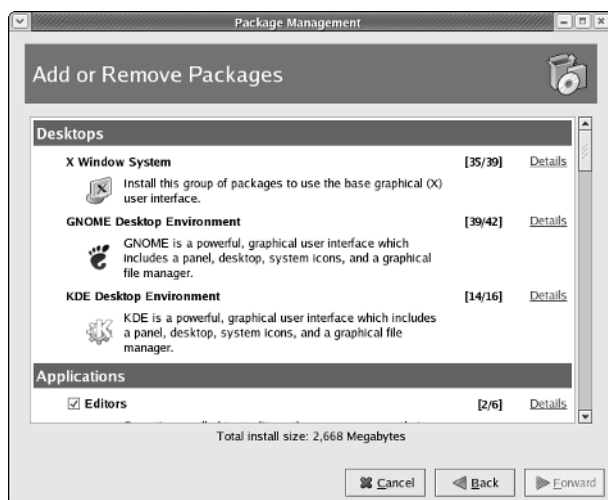 Package Management
Add or Remove Packages
Desktops
X Window System [35/39] Details
Install this group of packages to use the base graphical (X)
user interface.
GNOME Desktop Environment [39/42] Details
GNOME is a powerful, graphical user interface which
includes a panel, desktop, system icons, and a graphical
file manager.
KDE Desktop Environment [14/16] Details
KDE is a powerful, graphical user interface which includes
a panel, desktop, system icons, and a graphical file
manager.
Applications
Editors [2/6] Details
Total install size: 2,668 Megabytes
Cancel Back Forward